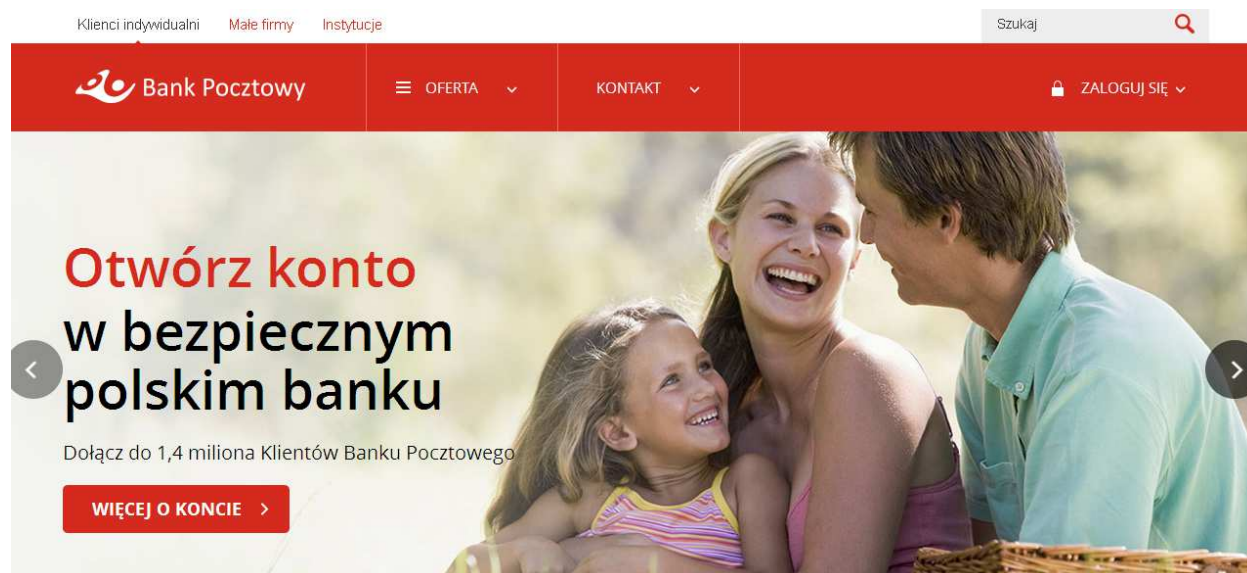 Klienci indywidualni Małe firmy Instytucje Szukaj
Bank Pocztowy OFERTA KONTAKT ZALOGUJ SIĘ
Otwórz konto
w bezpiecznym
polskim banku
Dołącz do 1,4 miliona Klientów Banku Pocztowego
WIĘCEJ O KONCIE